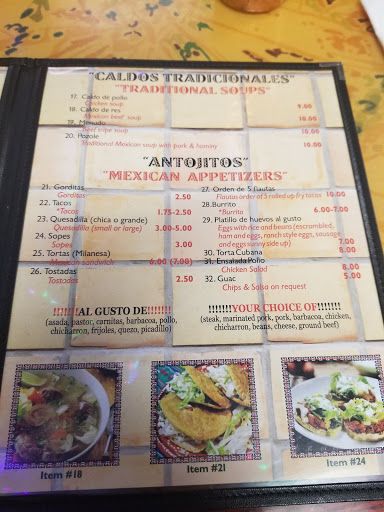 "CALDOS TRADICIONALES"
"TRADITIONAL SOUPS"
17. Caldo de pollo
Chicken soup 9.00
18. Caldo de res
Mexican beef soup 10.00
19. Menudo
Beef tripe soup 10.00
20. Pozole
Traditional Mexican soup with pork & hominy 10.00
"ANTOJITOS"
"MEXICAN APPETIZERS"
21. Gorditas
Gorditas 2.50
22. Tacos
*Tacos 1.75-2.50
23. Quesadilla (chica o grande)
Quesadilla (small or large) 3.00-5.00
24. Sopes
Sopes 3.00
25. Tortas (Milanesa)
Mexican sandwich 6.00 (7.00)
26. Tostadas
Tostados 2.50
27. Orden de 5 flautas
Flautas order of 5 rolled up fry tacos 10.00
28.Burrito
*Burrito 6.00-7.00
29. Platillo de huevos al gusto
Eggs with rice and beans (escrambled,
ham and eggs, ranch style eggs, sausage
and eggs sunny side up) 7.00
30. Torta Cubana 8.00
31. Ensalada Pollo
Chicken Salad 8.00
32. Guac 5.00
Chips & Salsa on request
!!!!!!!AL GUSTO DE!!!!!!!
(asada, pastor, carnitas, barbacoa, pollo,
chicharron, frijoles, quezo, picadillo)
!!!!!!!YOUR CHOICE OF!!!!!!!
(steak, marinated pork, pork, barbacoa, chicken,
chicharron, beans, cheese, ground beef)
Item #18
Item #21
Item #24